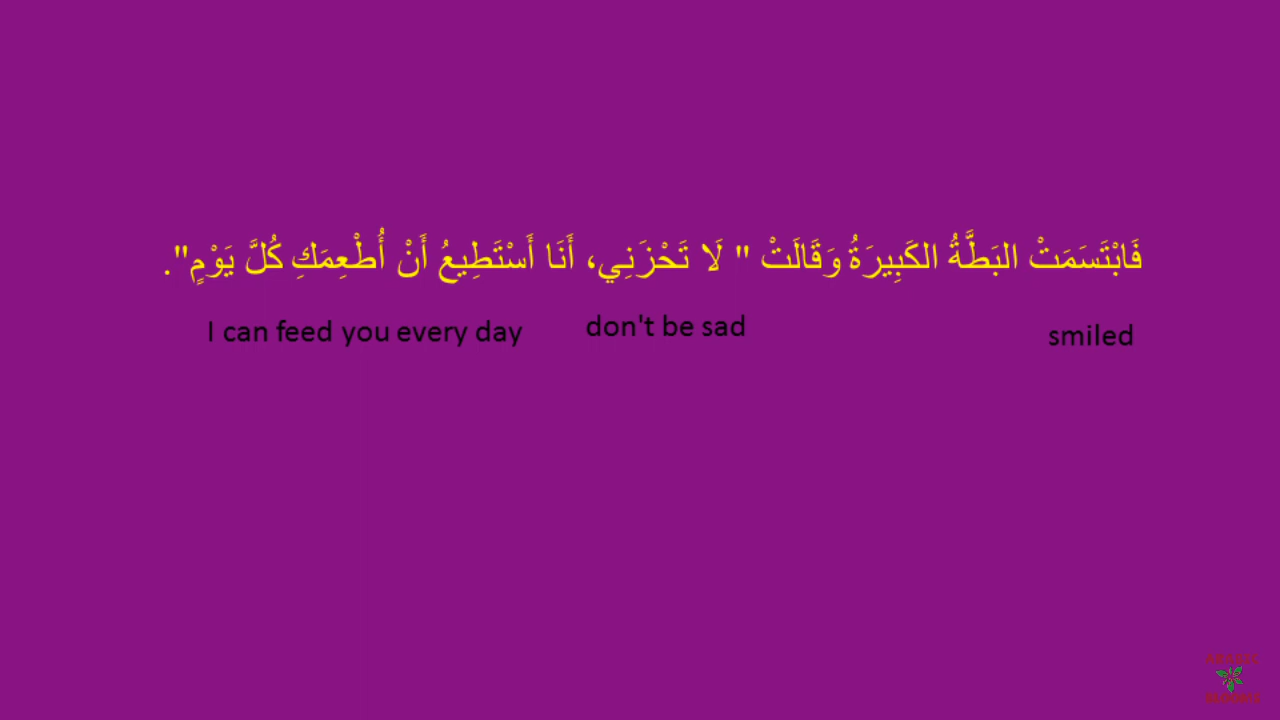 فَابْتَسَمَتْ البَطَّةُ الكَبِيرَةُ وَقَالَتْ " لَا تَحْزَنِي، أَنَا أَسْتَطِيعُ أَنْ أُطْعِمَكِ كُلَّ يَوْمٍ".
I can feed you every day don't be sad smiled